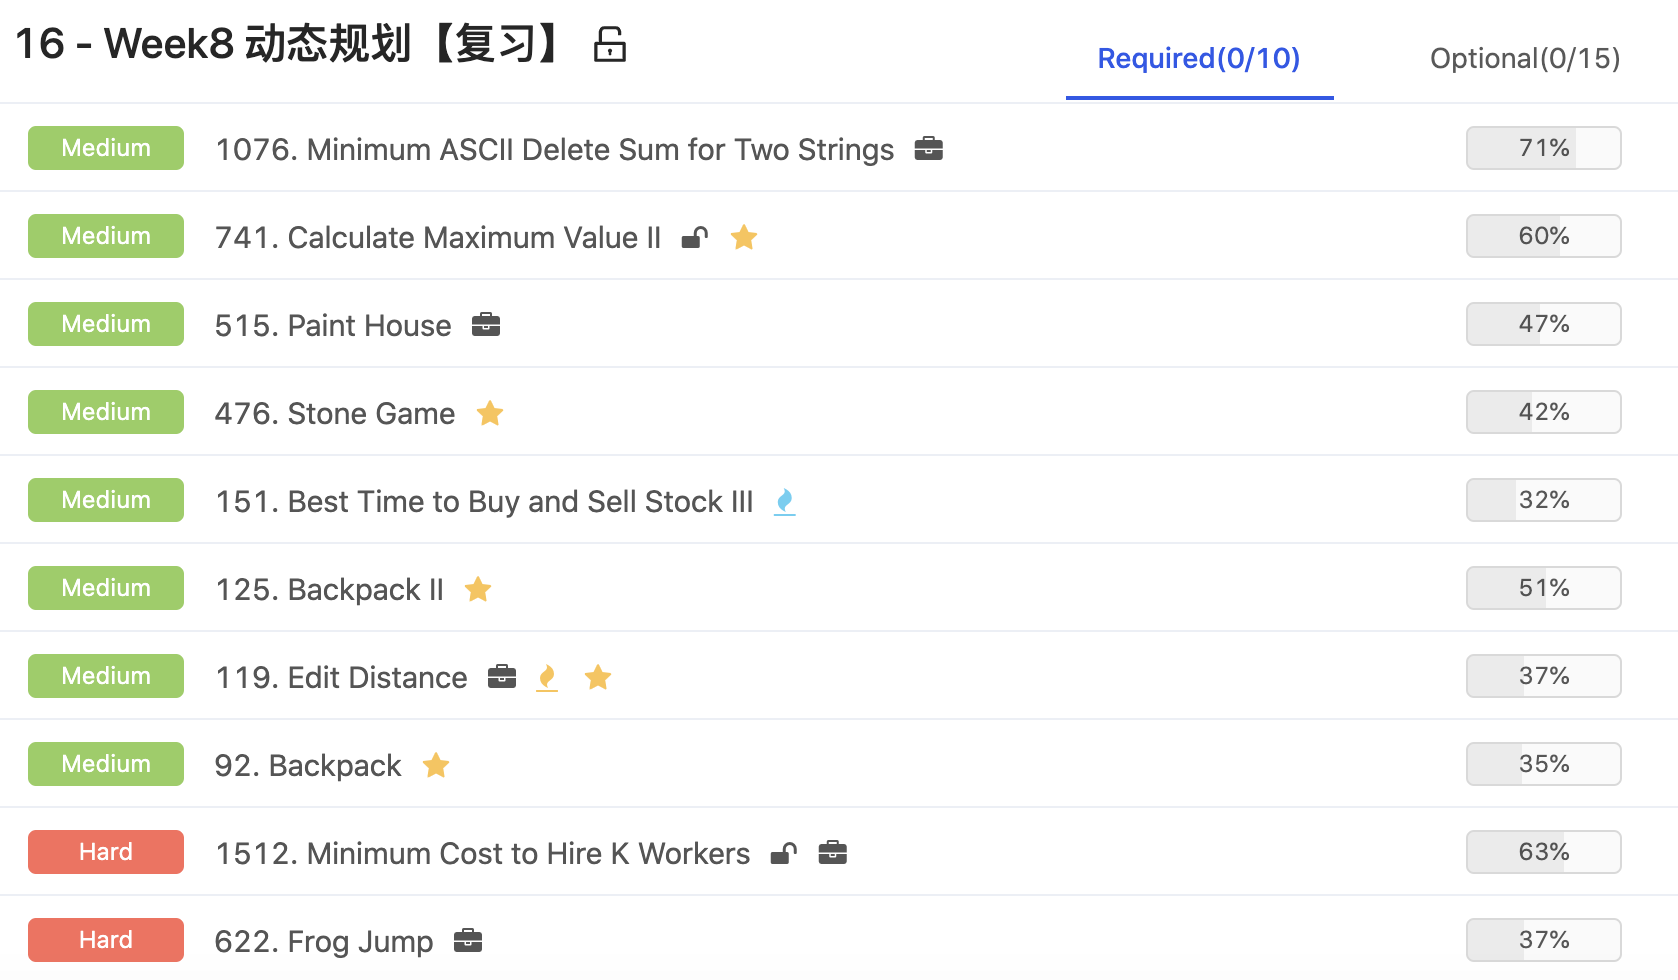 16 - Week8 动态规划【复习】
Required(0/10) Optional(0/15)
Medium 1076. Minimum ASCII Delete Sum for Two Strings 71%
Medium 741. Calculate Maximum Value II 60%
Medium 515. Paint House 47%
Medium 476. Stone Game 42%
Medium 151. Best Time to Buy and Sell Stock III 32%
Medium 125. Backpack II 51%
Medium 119. Edit Distance 37%
Medium 92. Backpack 35%
Hard 1512. Minimum Cost to Hire K Workers 63%
Hard 622. Frog Jump 37%